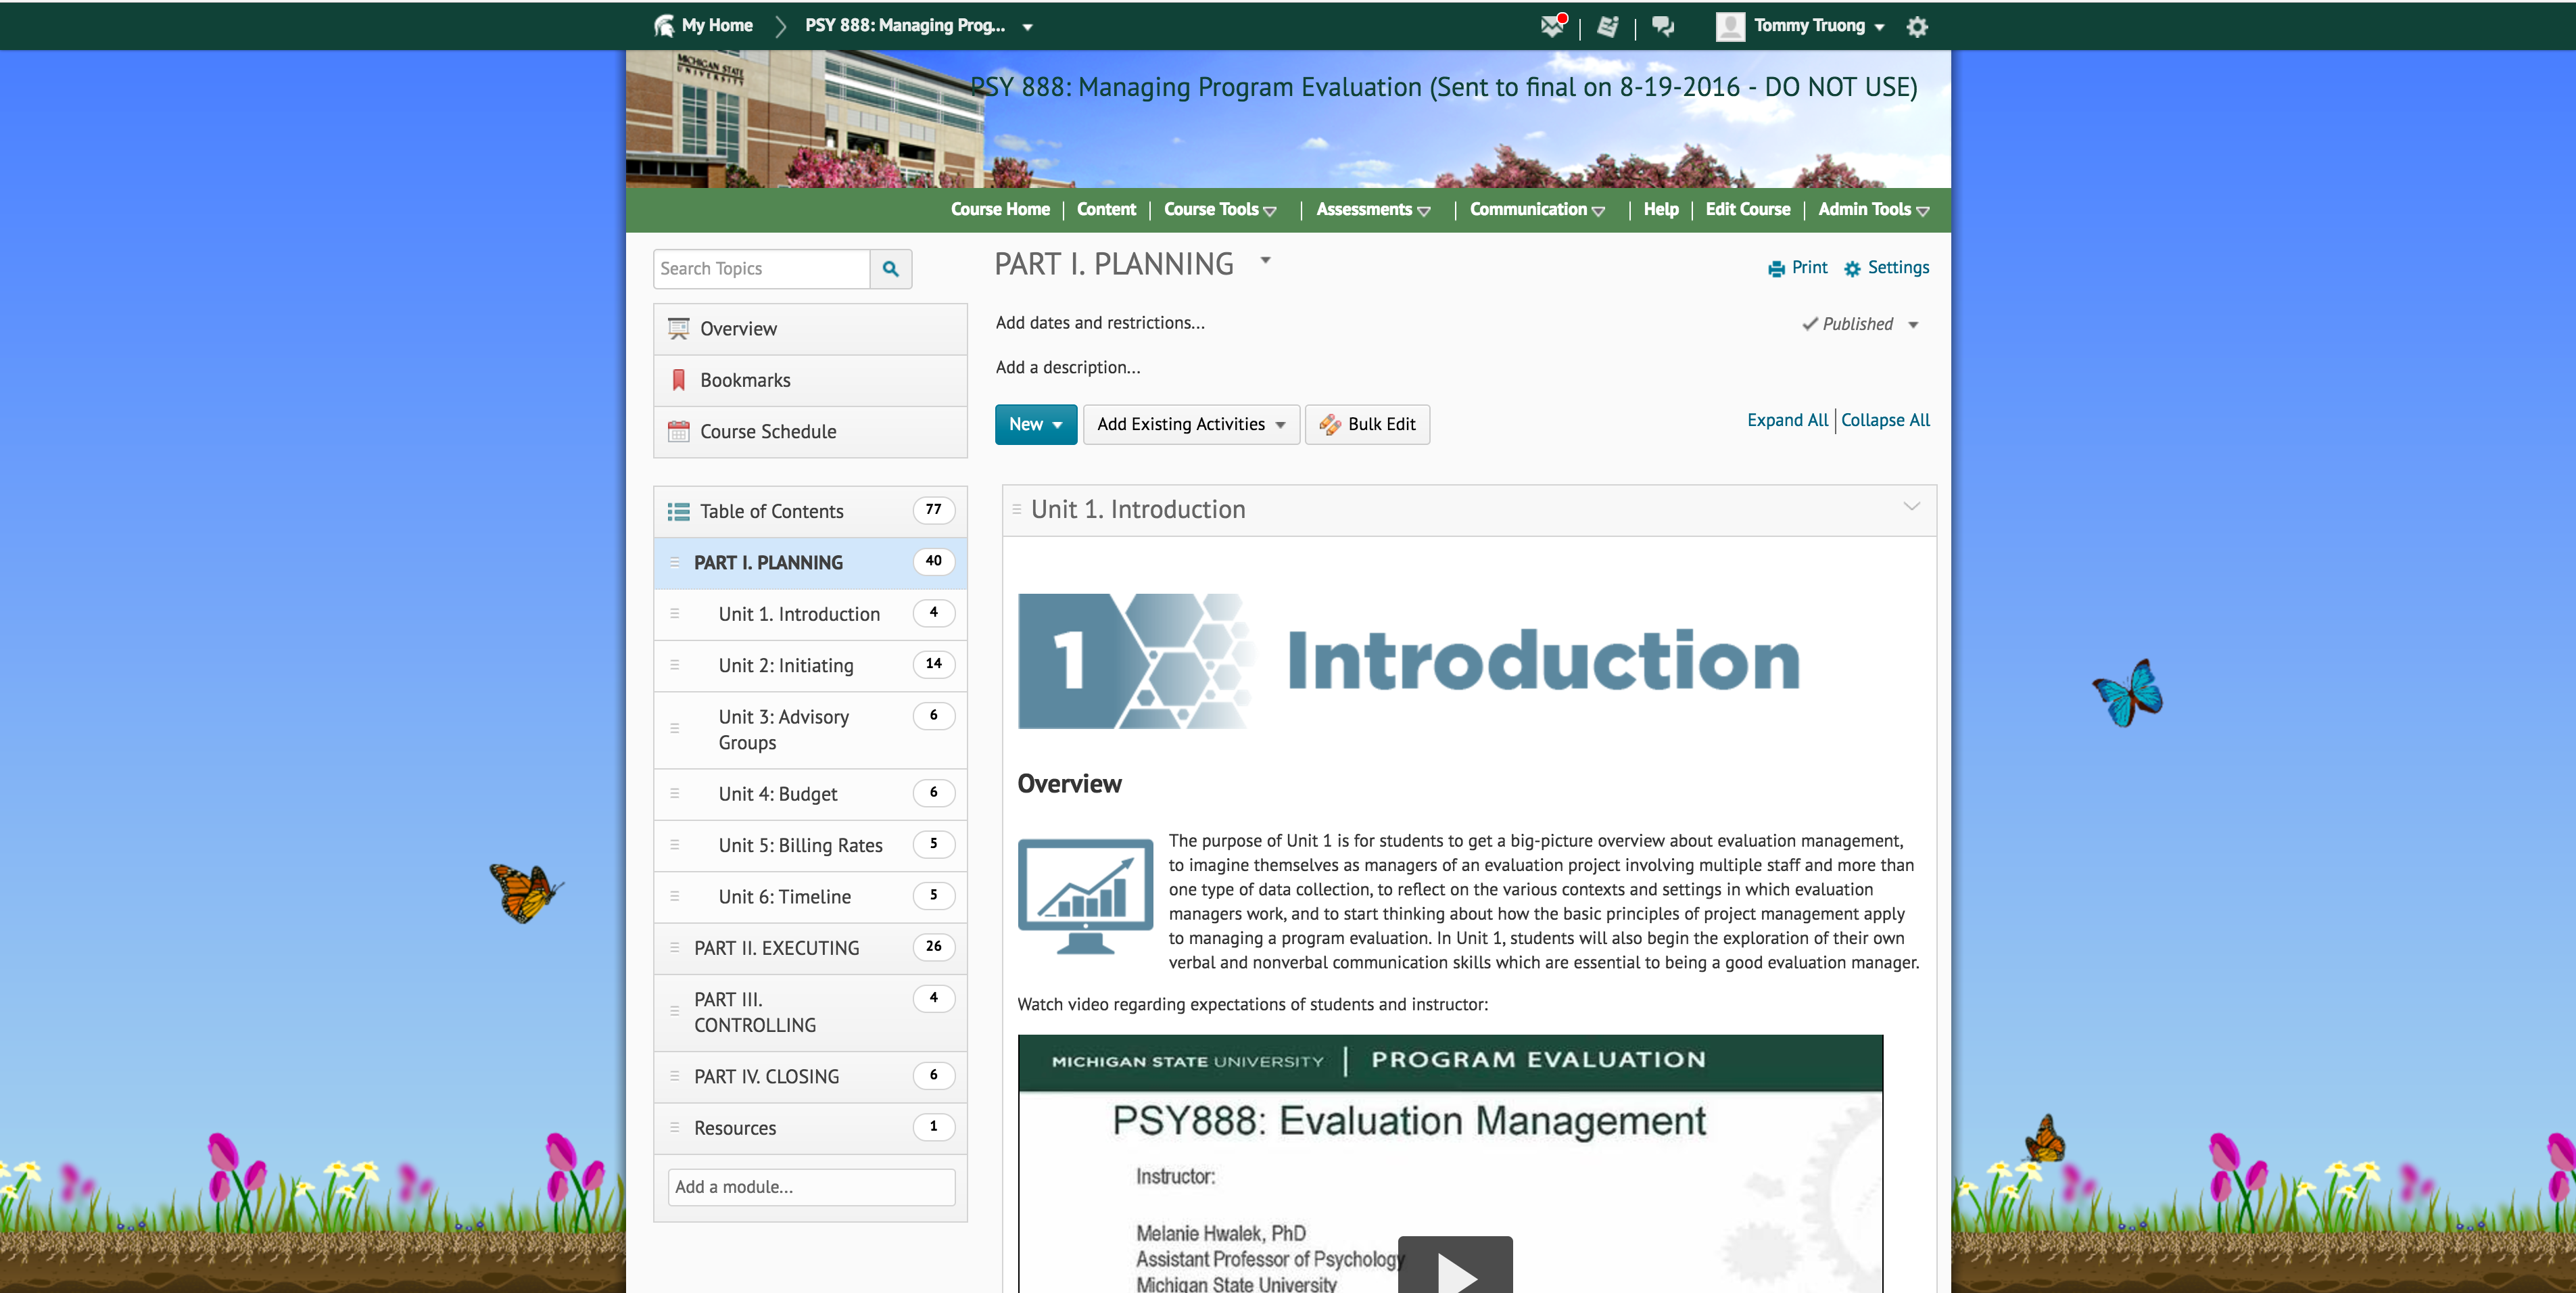 My Home
PSY 888: Managing Prog...
Tommy Truong
MICHIGAN STATE
UNIVERSITY
PSY 888: Managing Program Evaluation (Sent to final on 8-19-2016 - DO NOT USE)
Course Home | Content | Course Tools | Assessments | Communication | Help | Edit Course | Admin Tools
Search Topics
Overview
Bookmarks
Course Schedule
Table of Contents 77
PART I. PLANNING 40
Unit 1. Introduction 4
Unit 2: Initiating 14
Unit 3: Advisory 6
Groups
Unit 4: Budget 6
Unit 5: Billing Rates 5
Unit 6: Timeline 5
PART II. EXECUTING 26
PART III. 4
CONTROLLING
PART IV. CLOSING 6
Resources 1
Add a module...
PART I. PLANNING
Print Settings
Add dates and restrictions...
Published
Add a description...
New Add Existing Activities Bulk Edit
Expand All | Collapse All
Unit 1. Introduction
1 Introduction
Overview
The purpose of Unit 1 is for students to get a big-picture overview about evaluation management,
to imagine themselves as managers of an evaluation project involving multiple staff and more than
one type of data collection, to reflect on the various contexts and settings in which evaluation
managers work, and to start thinking about how the basic principles of project management apply
to managing a program evaluation. In Unit 1, students will also begin the exploration of their own
verbal and nonverbal communication skills which are essential to being a good evaluation manager.
Watch video regarding expectations of students and instructor:
MICHIGAN STATE UNIVERSITY | PROGRAM EVALUATION
PSY888: Evaluation Management
Instructor:
Melanie Hwalek, PhD
Assistant Professor of Psychology
Michigan State University